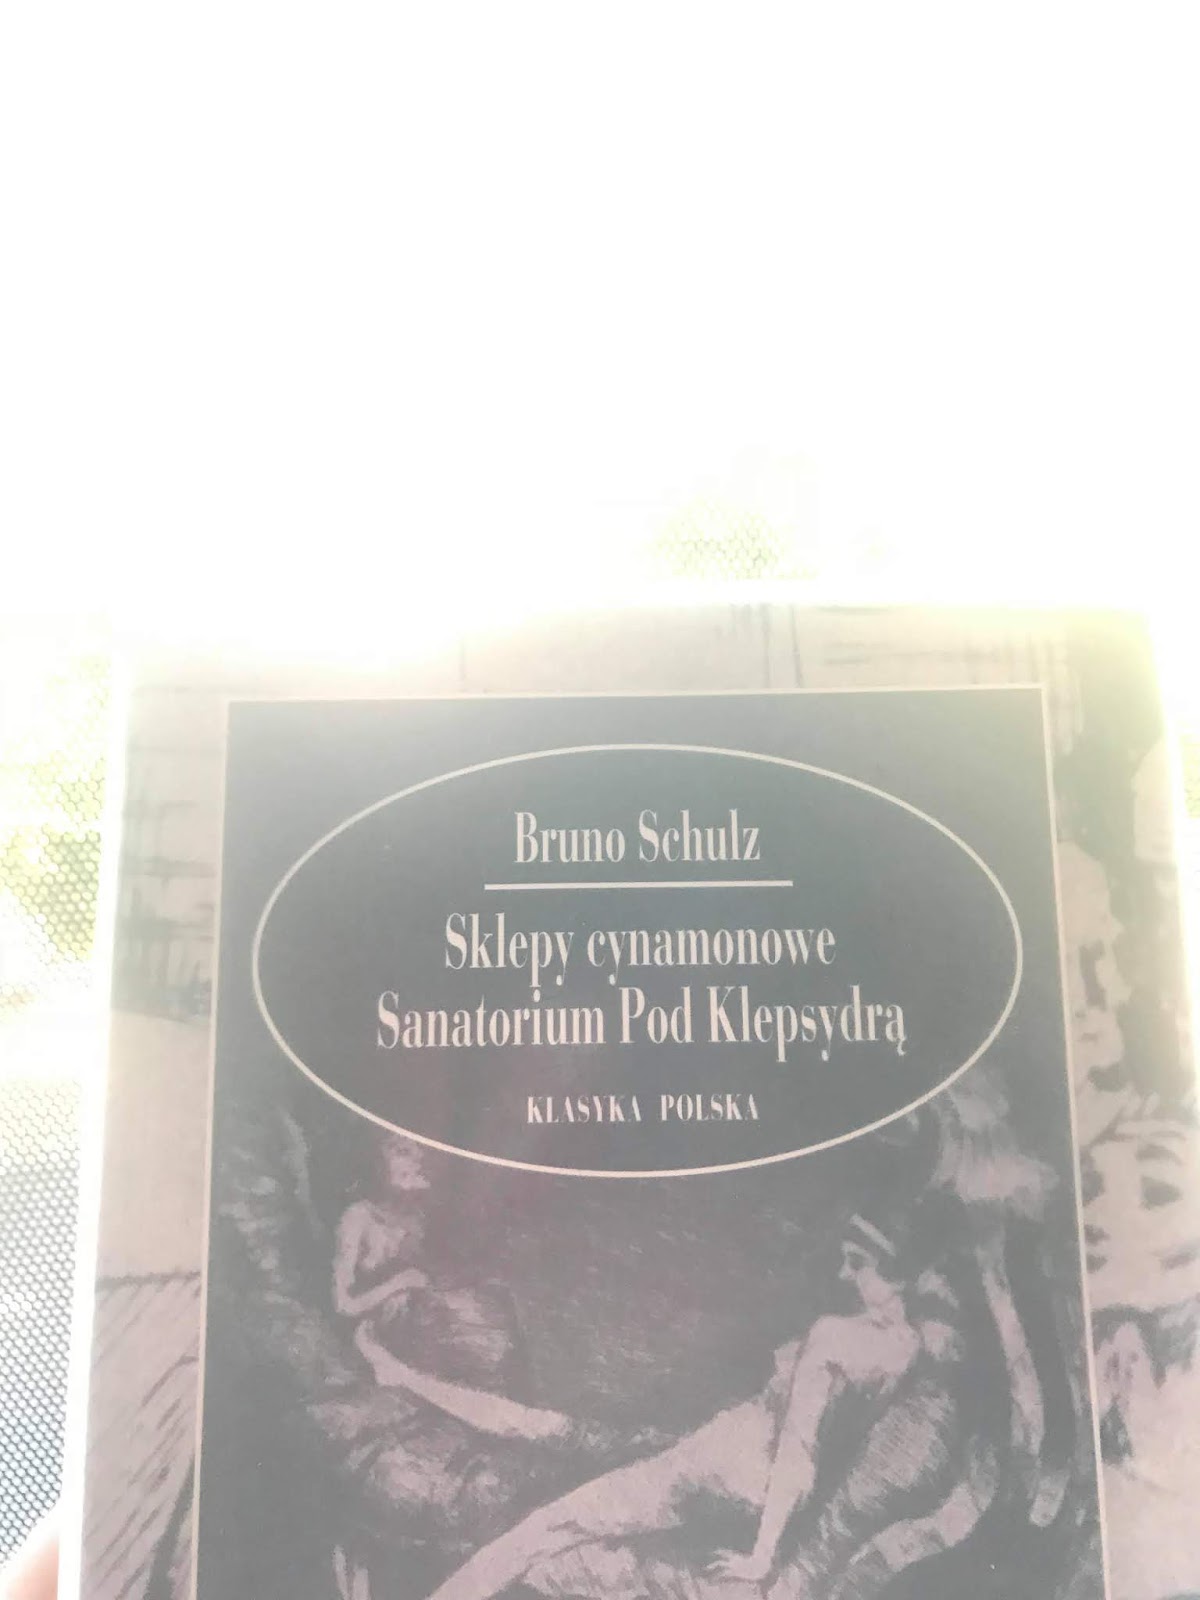 Bruno Schulz
Sklepy cynamonowe
Sanatorium Pod Klepsydrą
KLASYKA POLSKA